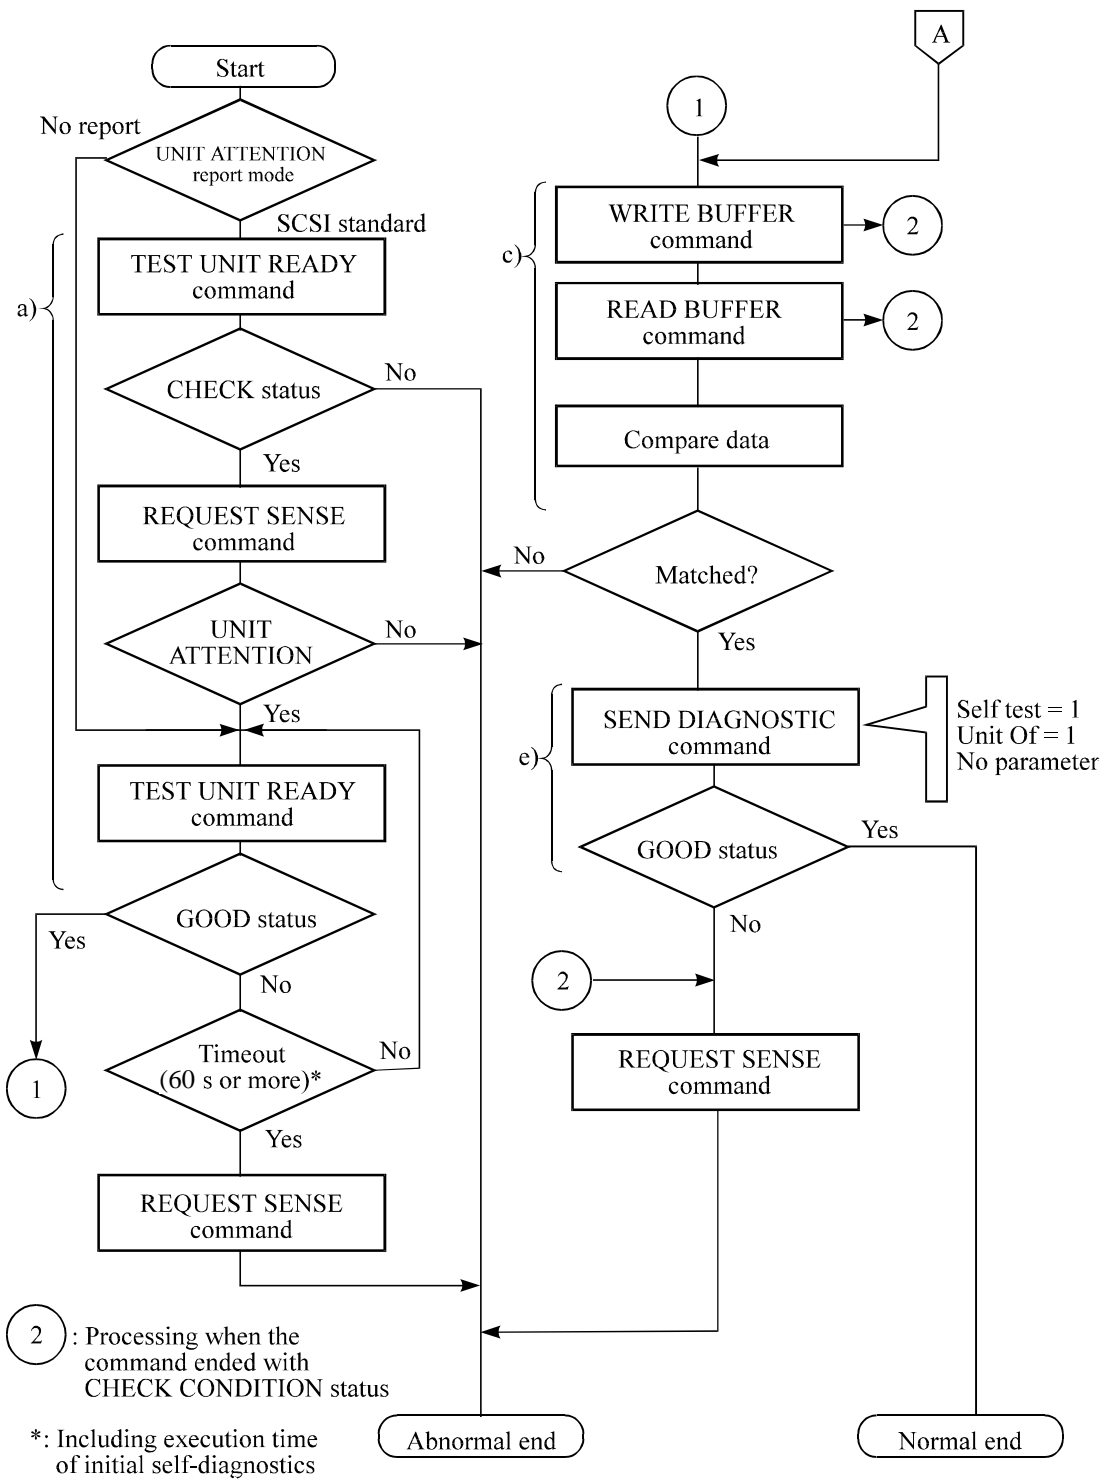 Start
No report
UNIT ATTENTION
report mode
SCSI standard
a)
TEST UNIT READY
command
CHECK status
No
Yes
REQUEST SENSE
command
UNIT
ATTENTION
No
Yes
TEST UNIT READY
command
GOOD status
Yes
No
1
Timeout
(60 s or more)*
No
Yes
REQUEST SENSE
command
2
: Processing when the
command ended with
CHECK CONDITION status
*: Including execution time
of initial self-diagnostics
Abnormal end
A
1
c)
WRITE BUFFER
command
2
READ BUFFER
command
2
Compare data
No
Matched?
Yes
e)
SEND DIAGNOSTIC
command
Self test = 1
Unit Of = 1
No parameter
GOOD status
Yes
No
2
REQUEST SENSE
command
Normal end